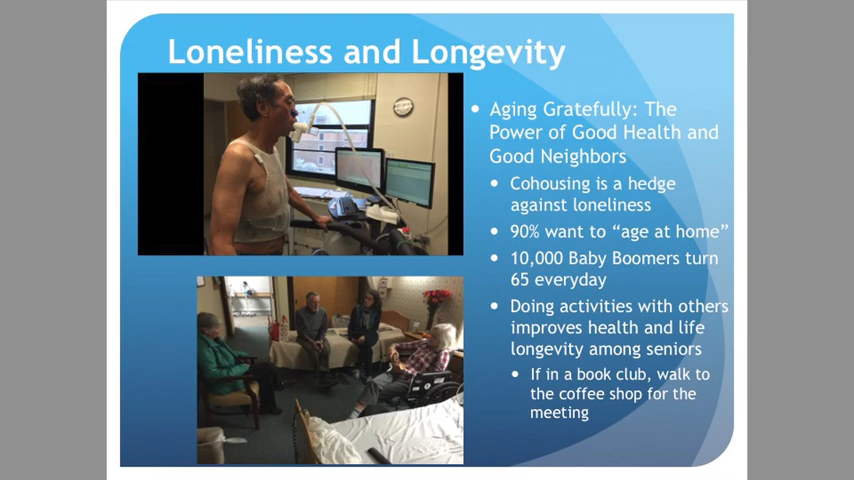 Loneliness and Longevity
Aging Gratefully: The
Power of Good Health and
Good Neighbors
Cohousing is a hedge
against loneliness
90% want to “age at home”
10,000 Baby Boomers turn
65 everyday
Doing activities with others
improves health and life
longevity among seniors
If in a book club, walk to
the coffee shop for the
meeting